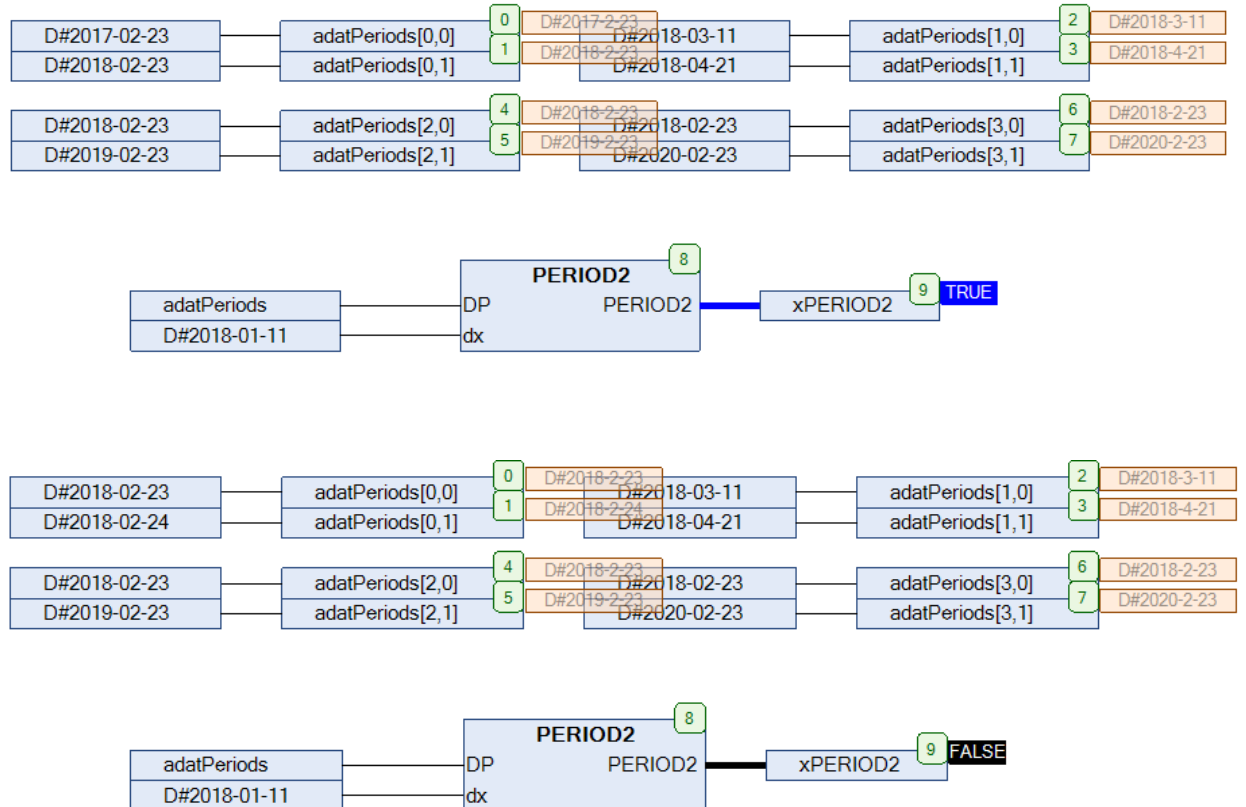 0 D#2017-2-23 2 D#2018-3-11
D#2017-02-23 adatPeriods[0,0] D#2018-03-11 adatPeriods[1,0]
1 D#2018-2-23 3 D#2018-4-21
D#2018-02-23 adatPeriods[0,1] D#2018-04-21 adatPeriods[1,1]
4 D#2018-2-23 6 D#2018-2-23
D#2018-02-23 adatPeriods[2,0] D#2018-02-23 adatPeriods[3,0]
5 D#2019-2-23 7 D#2020-2-23
D#2019-02-23 adatPeriods[2,1] D#2020-02-23 adatPeriods[3,1]
8
PERIOD2
9 TRUE
adatPeriods DP PERIOD2 xPERIOD2
D#2018-01-11 dx
0 D#2018-2-23 2 D#2018-3-11
D#2018-02-23 adatPeriods[0,0] D#2018-03-11 adatPeriods[1,0]
1 D#2018-2-24 3 D#2018-4-21
D#2018-02-24 adatPeriods[0,1] D#2018-04-21 adatPeriods[1,1]
4 D#2018-2-23 6 D#2018-2-23
D#2018-02-23 adatPeriods[2,0] D#2018-02-23 adatPeriods[3,0]
5 D#2019-2-23 7 D#2020-2-23
D#2019-02-23 adatPeriods[2,1] D#2020-02-23 adatPeriods[3,1]
8
PERIOD2
9 FALSE
adatPeriods DP PERIOD2 xPERIOD2
D#2018-01-11 dx